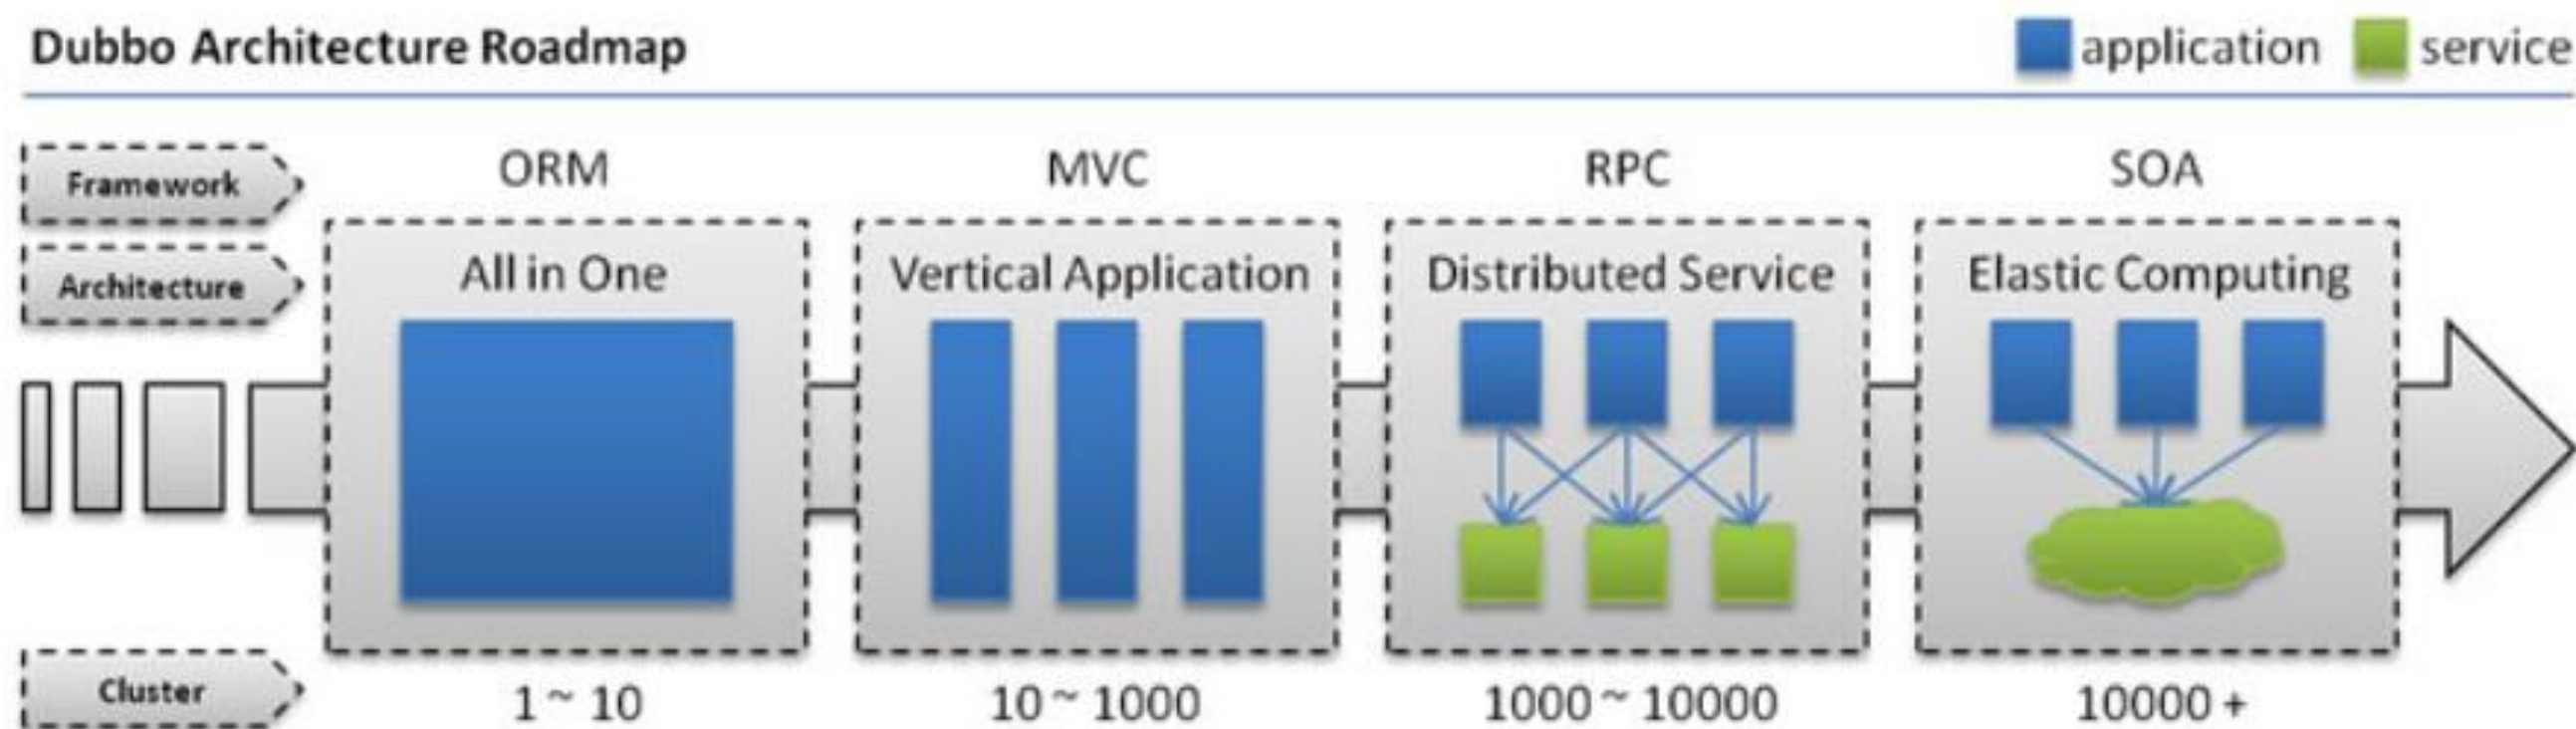 Dubbo Architecture Roadmap
application
service
Framework
ORM
MVC
RPC
SOA
Architecture
All in One
Vertical Application
Distributed Service
Elastic Computing
Cluster
1 ~ 10
10 ~ 1000
1000 ~ 10000
10000 +